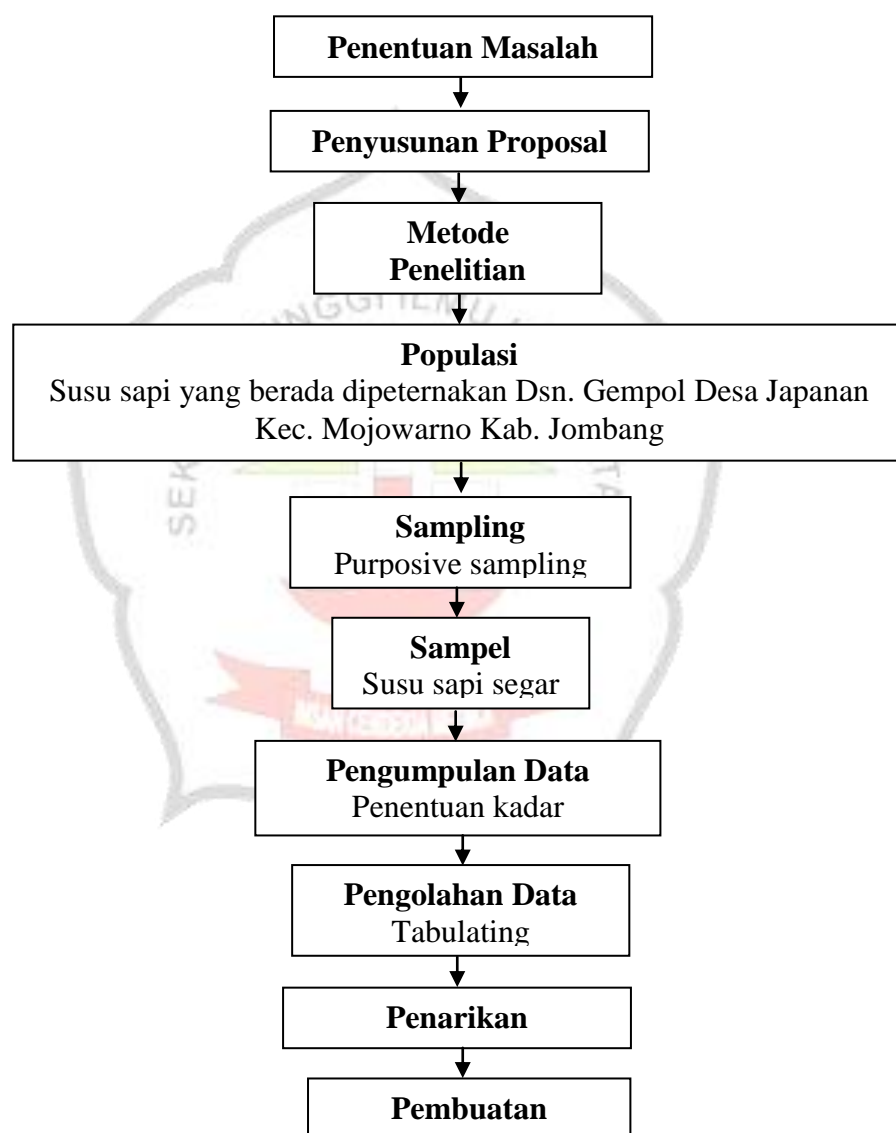 Penentuan Masalah
Penyusunan Proposal
Metode
Penelitian
Populasi
Susu sapi yang berada dipeternakan Dsn. Gempol Desa Japanan
Kec. Mojowarno Kab. Jombang
Sampling
Purposive sampling
Sampel
Susu sapi segar
Pengumpulan Data
Penentuan kadar
Pengolahan Data
Tabulating
Penarikan
Pembuatan